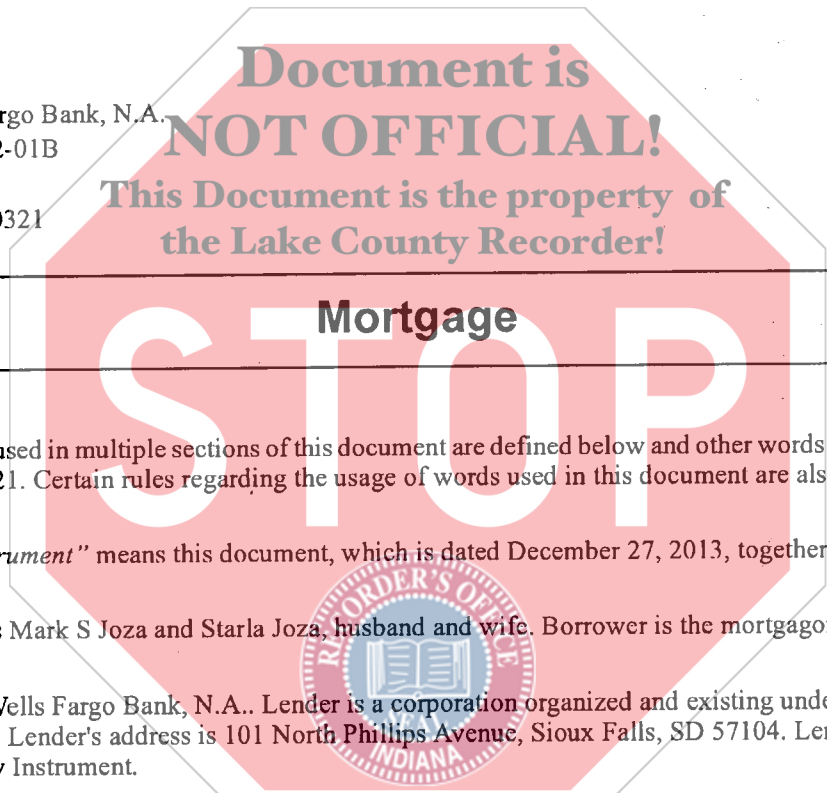 Document is
rgo Bank, N.A.
NOT OFFICIAL!
2-01B
This Document is the property of
0321
the Lake County Recorder!
Mortgage
STOP
used in multiple sections of this document are defined below and other words
21. Certain rules regarding the usage of words used in this document are als
rument" means this document, which is dated December 27, 2013, together
RECORDER'S OFFICE
: Mark S Joza and Starla Joza, husband and wife. Borrower is the mortgago
Wells Fargo Bank, N.A.. Lender is a corporation organized and existing unde
Lender's address is 101 North Phillips Avenue, Sioux Falls, SD 57104. Len
SEAL
INDIANA
y Instrument.